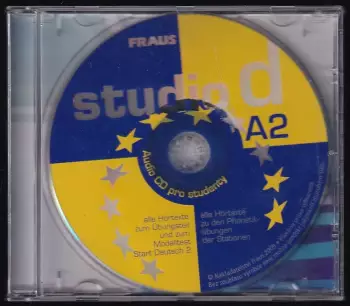 FRAUS
studio d
A2
Audio CD pro studenty
alle Hörtexte
zum Übungsteil
und zum
Modelltest
Start Deutsch 2
alle Hörtexte
zu den Phonetik-
übungen
der Stationen